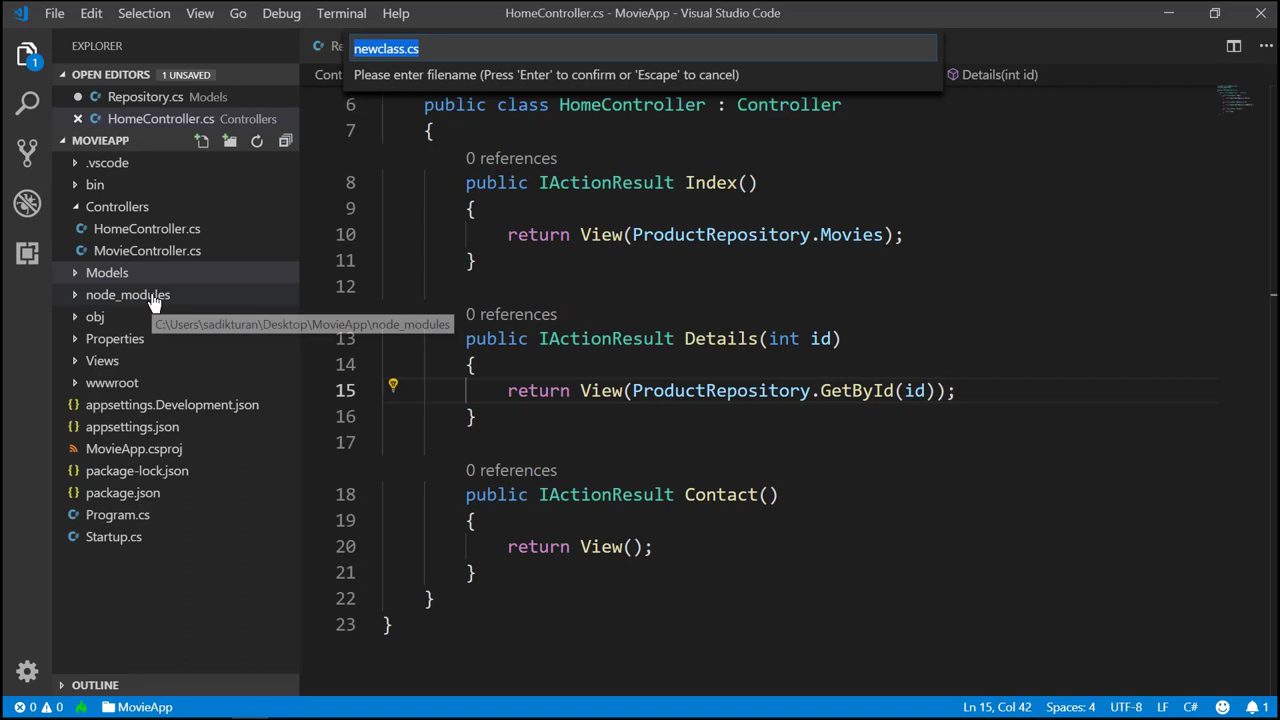 File Edit Selection View Go Debug Terminal Help HomeController.cs - MovieApp - Visual Studio Code
EXPLORER
1
OPEN EDITORS 1 UNSAVED
Repository.cs Models
HomeController.cs Controllers
MOVIEAPP
.vscode
bin
Controllers
HomeController.cs
MovieController.cs
Models
node_modules
obj
Properties
Views
wwwroot
appsettings.Development.json
appsettings.json
MovieApp.csproj
package-lock.json
package.json
Program.cs
Startup.cs
OUTLINE
C:\Users\sadikturan\Desktop\MovieApp\node_modules
Re
newclass.cs
Please enter filename (Press 'Enter' to confirm or 'Escape' to cancel)
Cont
Details(int id)
6 public class HomeController : Controller
7 {
0 references
8 public IActionResult Index()
9 {
10 return View(ProductRepository.Movies);
11 }
12
0 references
13 public IActionResult Details(int id)
14 {
15 return View(ProductRepository.GetById(id));
16 }
17
0 references
18 public IActionResult Contact()
19 {
20 return View();
21 }
22 }
23 }
0 0 MovieApp Ln 15, Col 42 Spaces: 4 UTF-8 LF C# 1